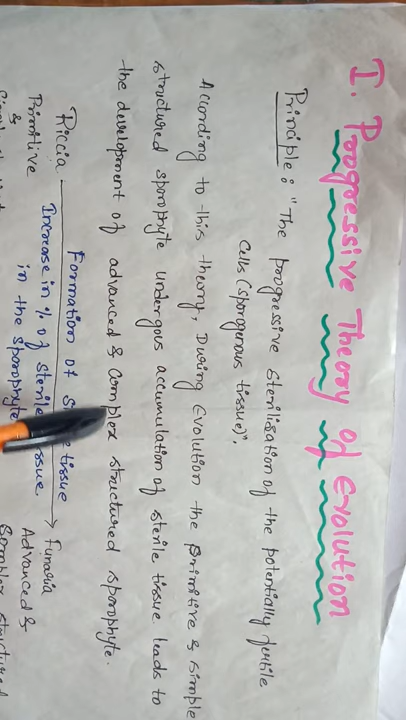 I. Progressive Theory of Evolution
Principle : "The progressive sterilisation of the potentially fertile
cells (sporogenous tissue)".
According to this theory, During Evolution the primitive & simple
structured sporophyte undergoes accumulation of sterile tissue leads to
the development of advanced & complex structured sporophyte.
Formation of tissue
Riccia → Funaria
Primitive Increase in % of sterile tissue Advanced &
& in the sporophyte
structured